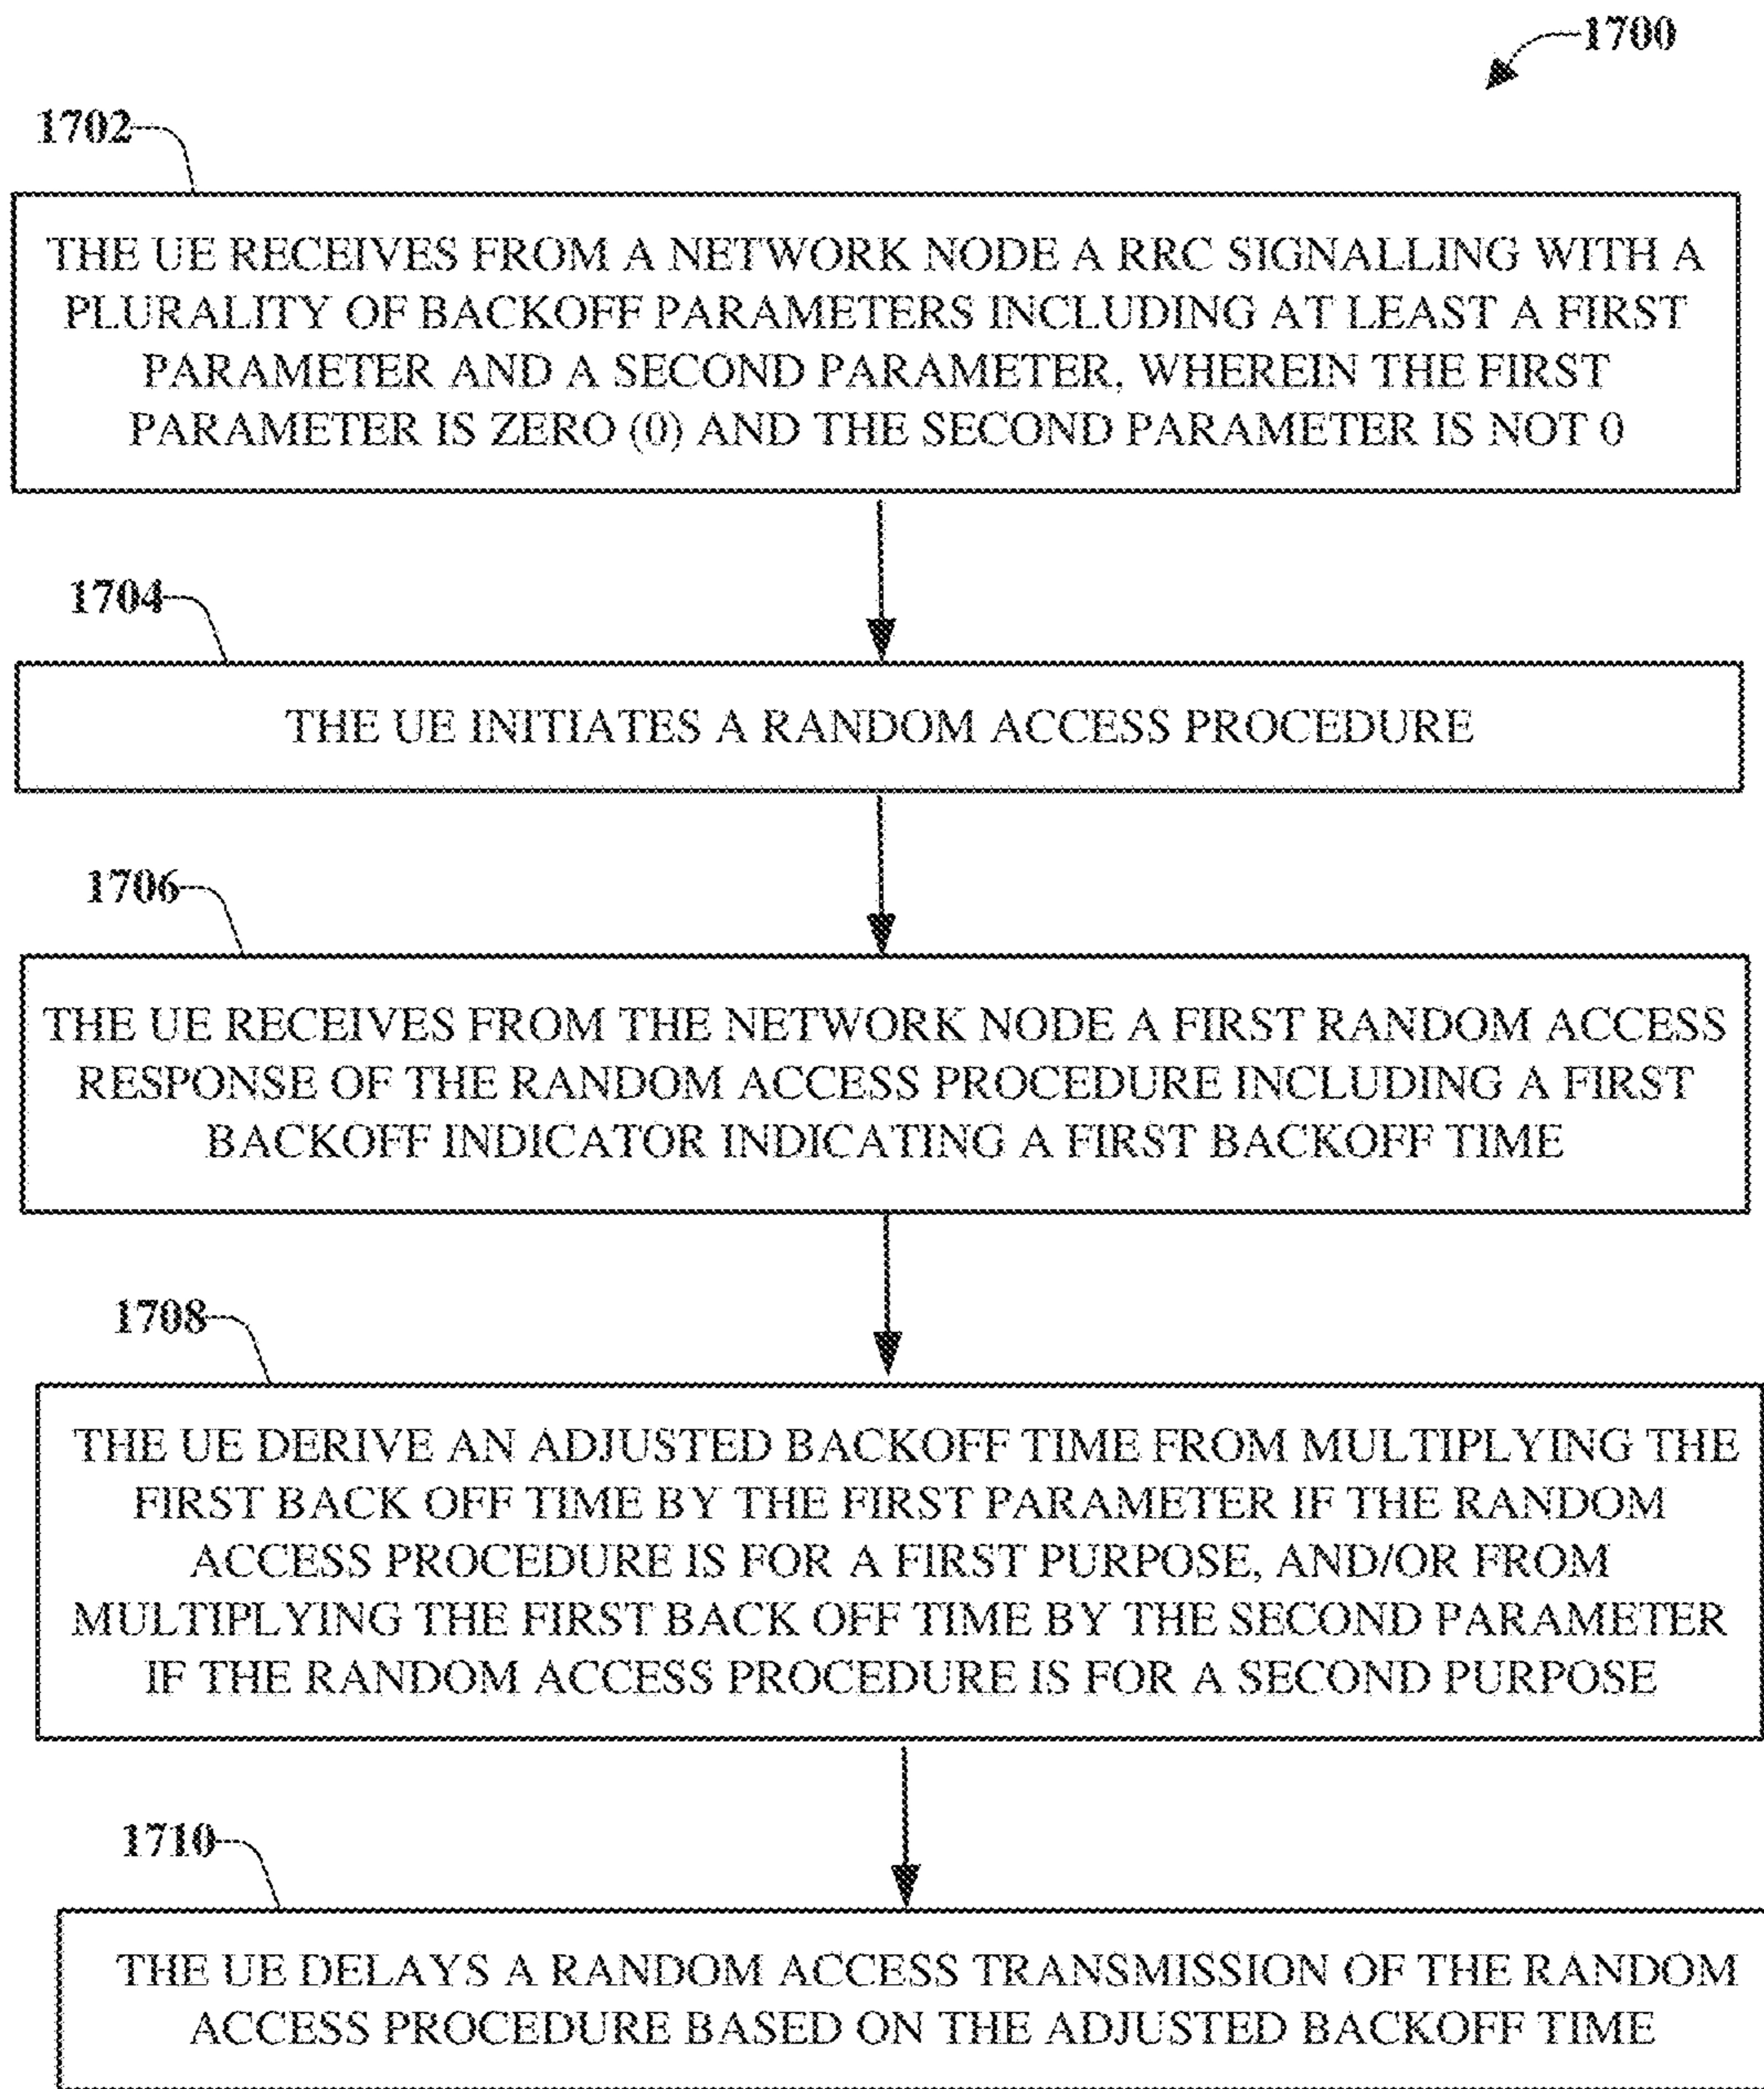 1700
1702
THE UE RECEIVES FROM A NETWORK NODE A RRC SIGNALLING WITH A
PLURALITY OF BACKOFF PARAMETERS INCLUDING AT LEAST A FIRST
PARAMETER AND A SECOND PARAMETER, WHEREIN THE FIRST
PARAMETER IS ZERO (0) AND THE SECOND PARAMETER IS NOT 0
1704
THE UE INITIATES A RANDOM ACCESS PROCEDURE
1706
THE UE RECEIVES FROM THE NETWORK NODE A FIRST RANDOM ACCESS
RESPONSE OF THE RANDOM ACCESS PROCEDURE INCLUDING A FIRST
BACKOFF INDICATOR INDICATING A FIRST BACKOFF TIME
1708
THE UE DERIVE AN ADJUSTED BACKOFF TIME FROM MULTIPLYING THE
FIRST BACK OFF TIME BY THE FIRST PARAMETER IF THE RANDOM
ACCESS PROCEDURE IS FOR A FIRST PURPOSE, AND/OR FROM
MULTIPLYING THE FIRST BACK OFF TIME BY THE SECOND PARAMETER
IF THE RANDOM ACCESS PROCEDURE IS FOR A SECOND PURPOSE
1710
THE UE DELAYS A RANDOM ACCESS TRANSMISSION OF THE RANDOM
ACCESS PROCEDURE BASED ON THE ADJUSTED BACKOFF TIME